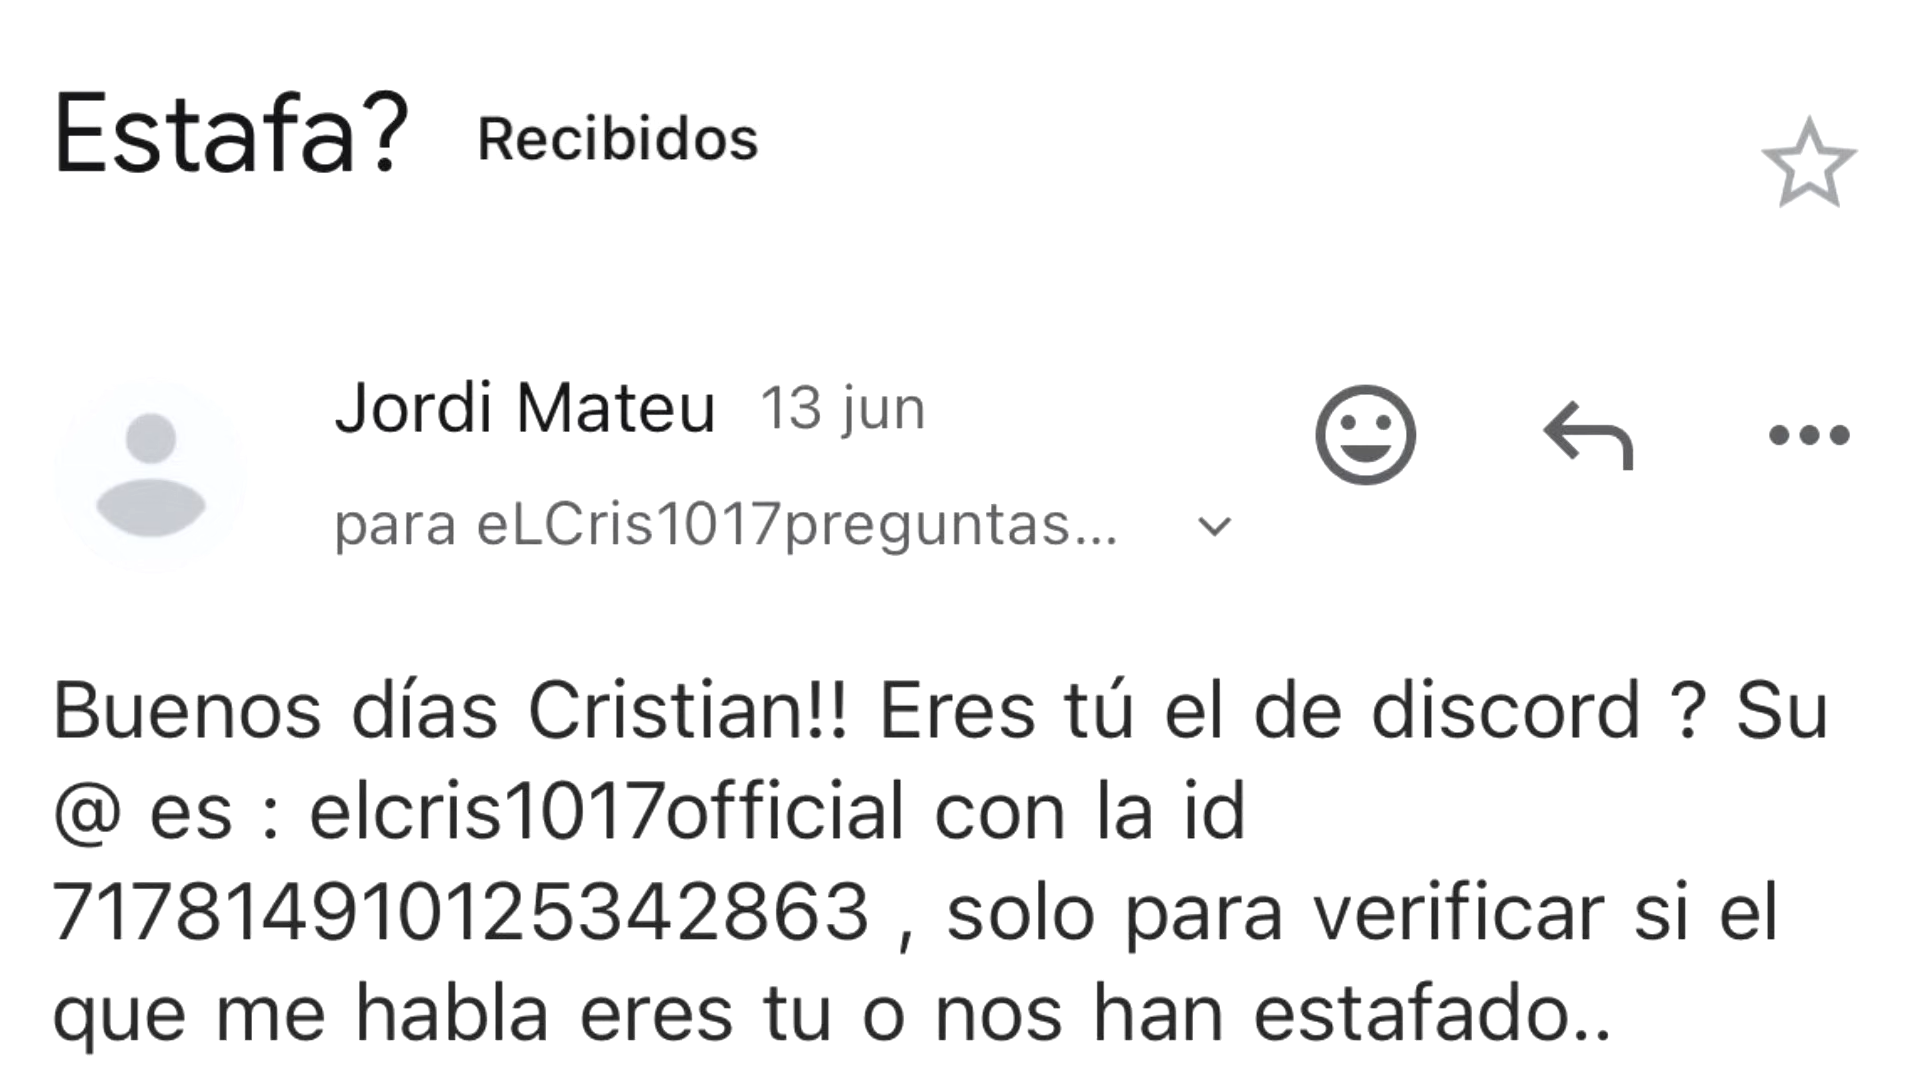 Estafa? Recibidos
Jordi Mateu 13 jun
para eLCris1017preguntas...
Buenos días Cristian!! Eres tú el de discord ? Su
@ es : elcris1017official con la id
717814910125342863 , solo para verificar si el
que me habla eres tu o nos han estafado..